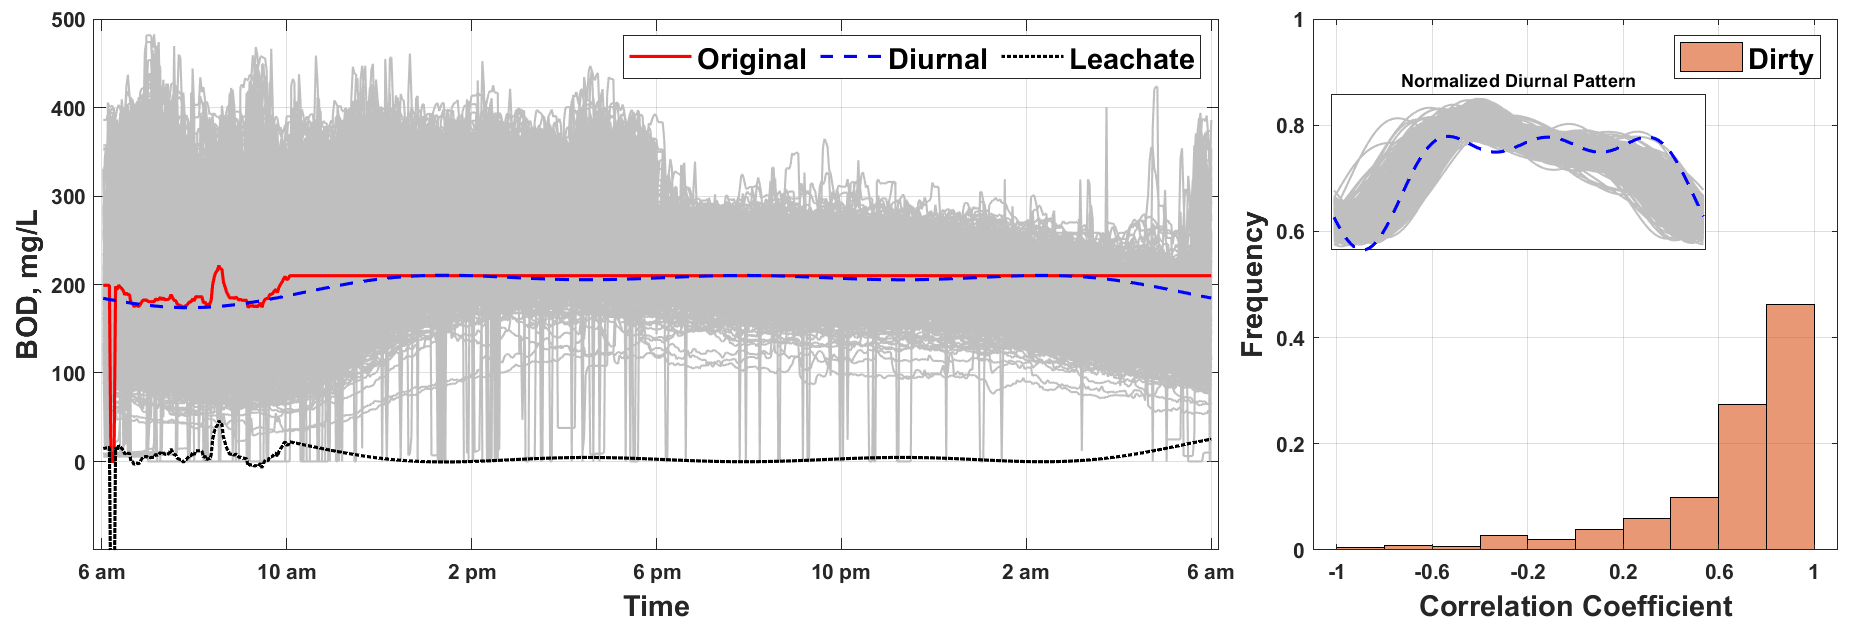 500
400
300
200
100
0
BOD, mg/L
Original Diurnal Leachate
6 am 10 am 2 pm 6 pm 10 pm 2 am 6 am
Time
1
0.8
0.6
0.4
0.2
0
Frequency
Dirty
Normalized Diurnal Pattern
-1 -0.6 -0.2 0.2 0.6 1
Correlation Coefficient